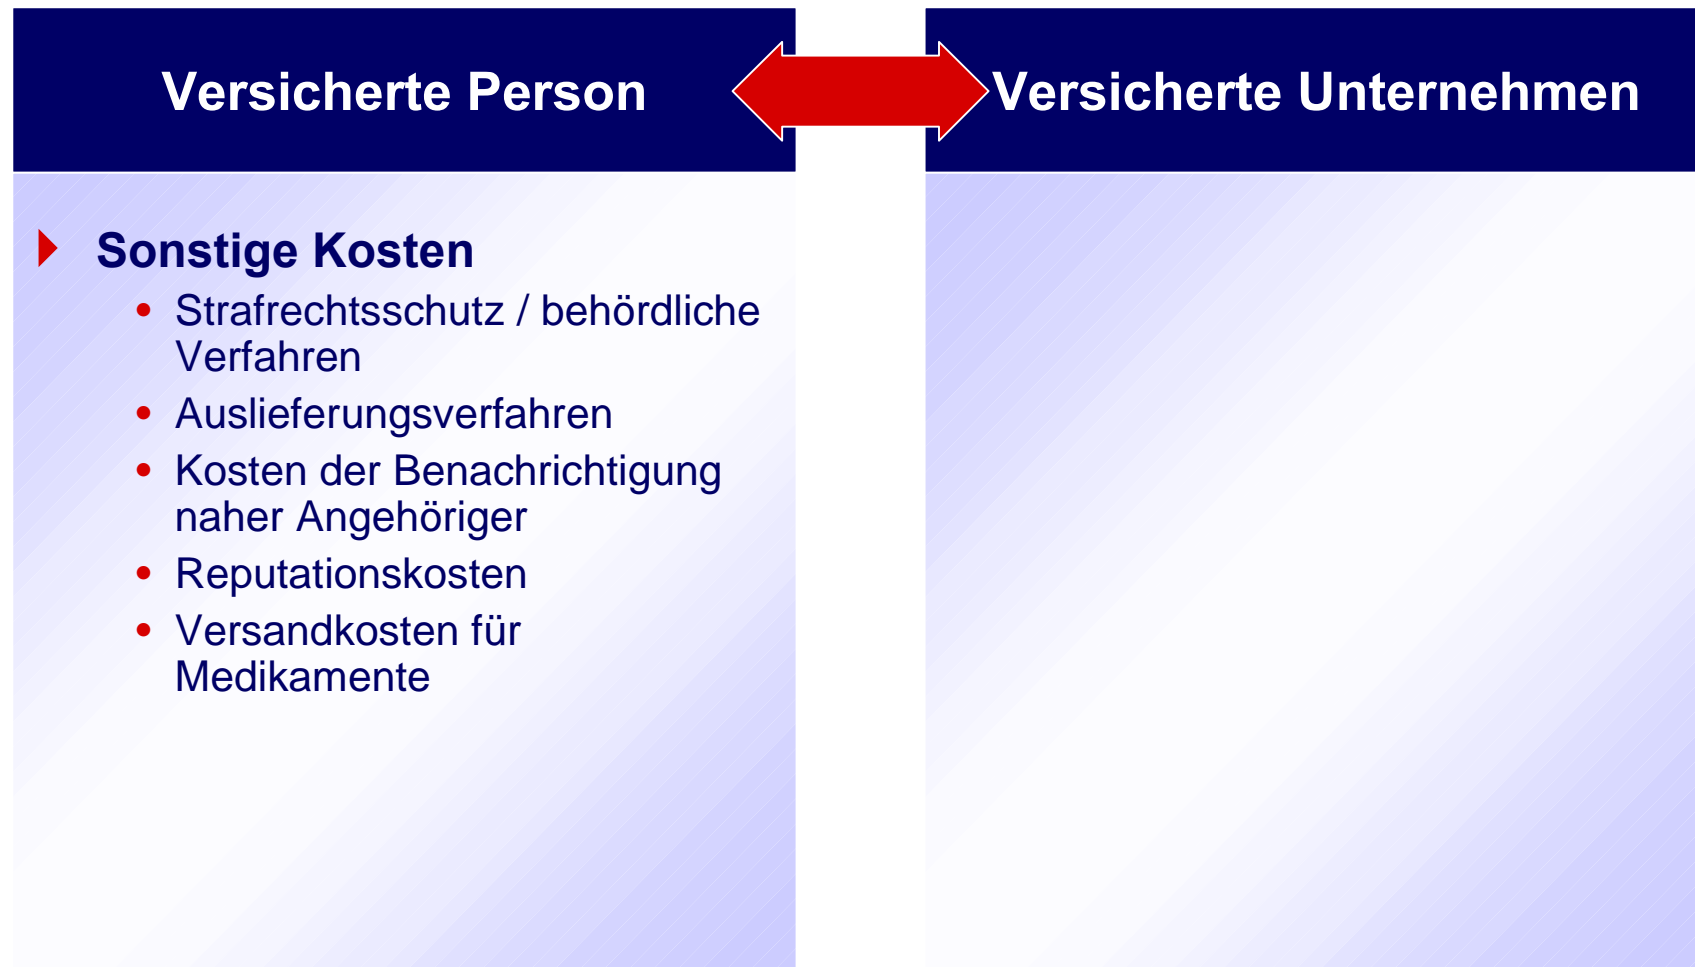 Versicherte Person
Versicherte Unternehmen
Sonstige Kosten
• Strafrechtsschutz / behördliche
Verfahren
• Auslieferungsverfahren
• Kosten der Benachrichtigung
naher Angehöriger
• Reputationskosten
• Versandkosten für
Medikamente